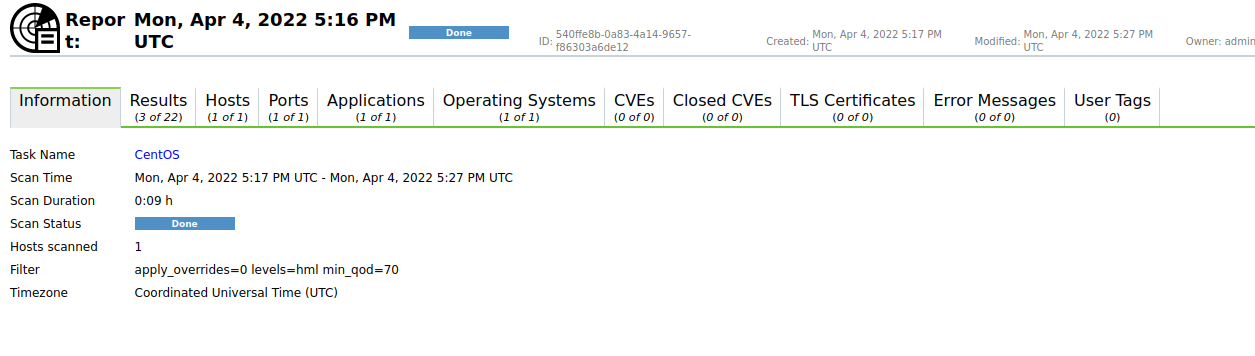 Repor
t:
Mon, Apr 4, 2022 5:16 PM
UTC
Done
ID: 540ffe8b-0a83-4a14-9657-
f86303a6de12
Created: Mon, Apr 4, 2022 5:17 PM
UTC
Modified: Mon, Apr 4, 2022 5:27 PM
UTC
Owner: admin
Information
Results
(3 of 22)
Hosts
(1 of 1)
Ports
(1 of 1)
Applications
(1 of 1)
Operating Systems
(1 of 1)
CVEs
(0 of 0)
Closed CVEs
(0 of 0)
TLS Certificates
(0 of 0)
Error Messages
(0 of 0)
User Tags
(0)
Task Name CentOS
Scan Time Mon, Apr 4, 2022 5:17 PM UTC - Mon, Apr 4, 2022 5:27 PM UTC
Scan Duration 0:09 h
Scan Status Done
Hosts scanned 1
Filter apply_overrides=0 levels=hml min_qod=70
Timezone Coordinated Universal Time (UTC)